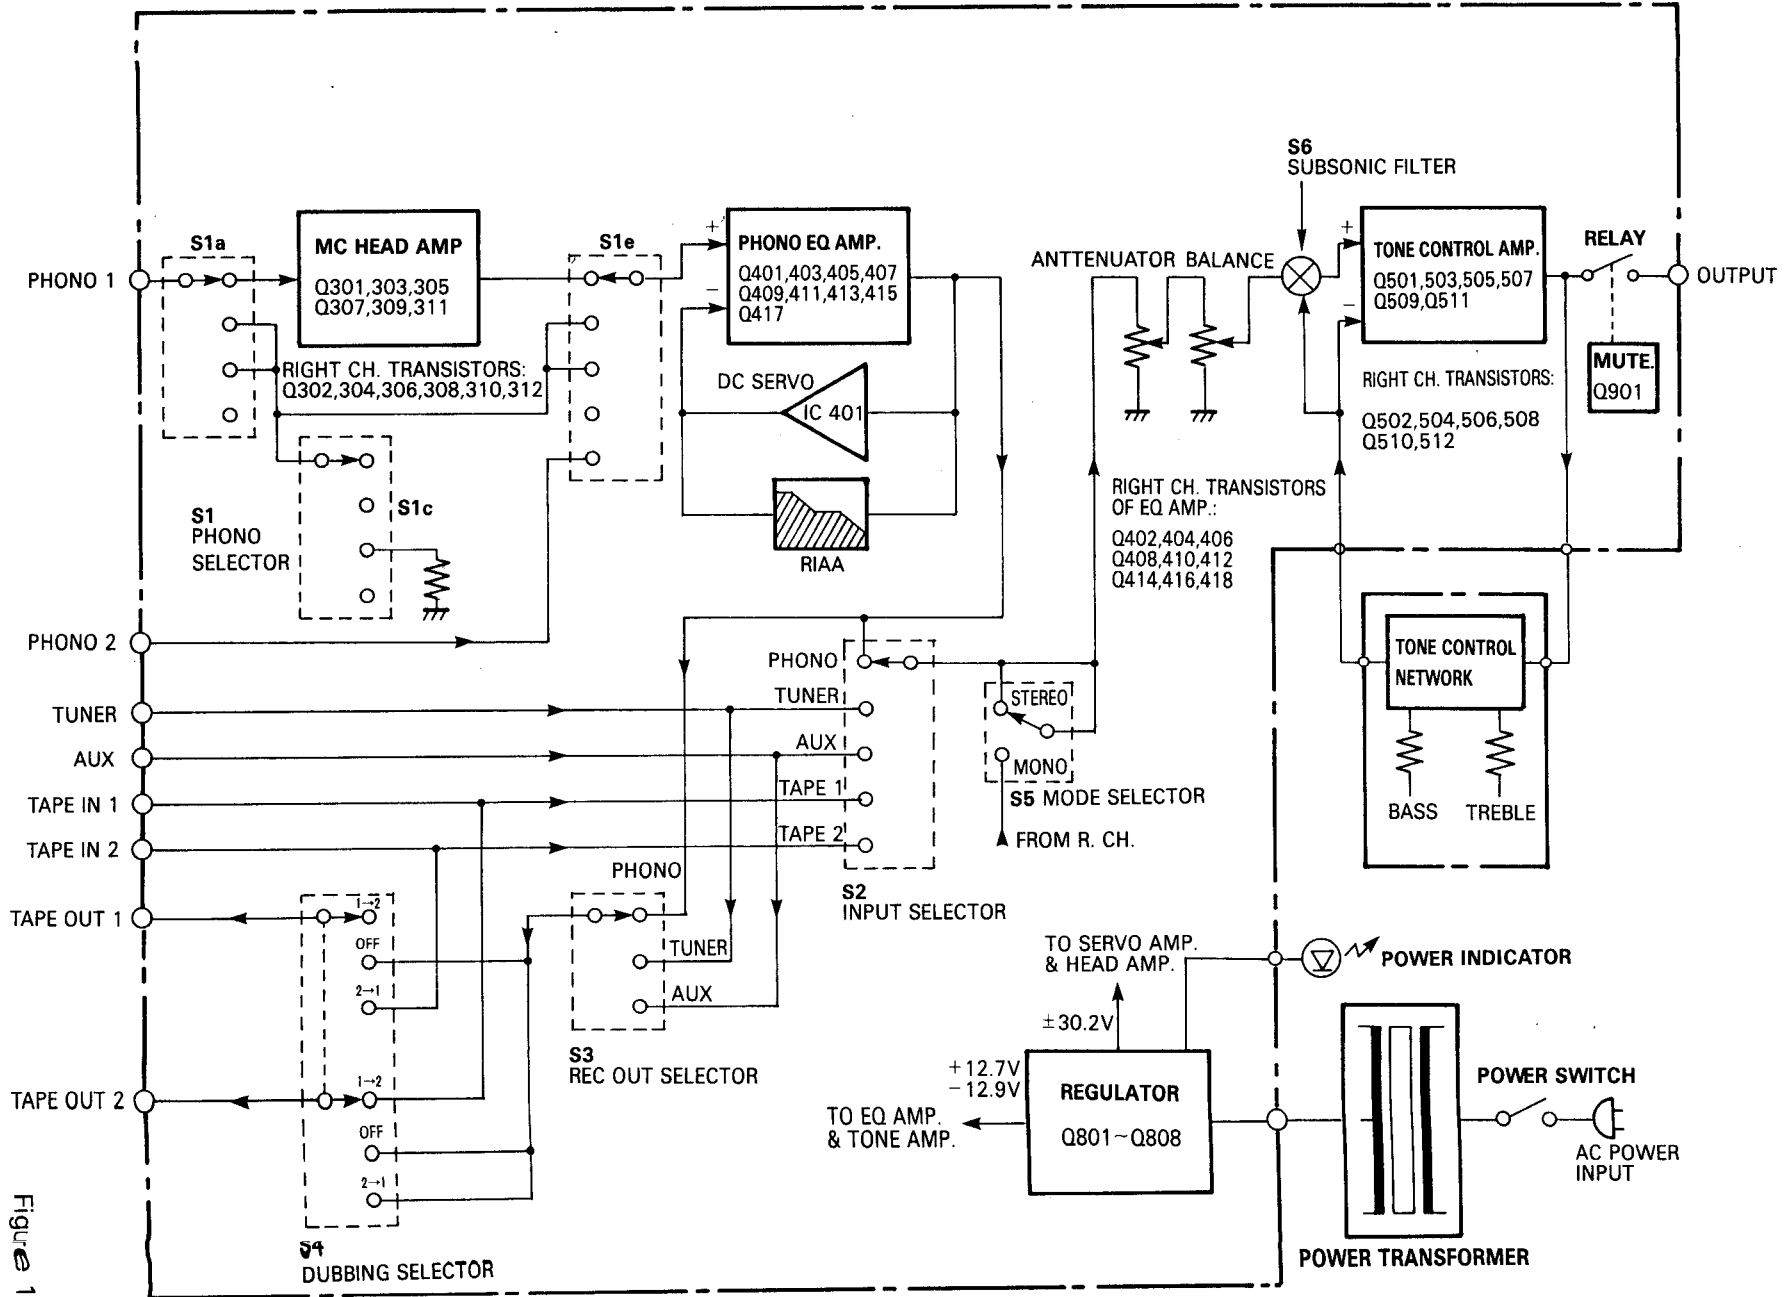 S6
SUBSONIC FILTER
S1a
MC HEAD AMP
Q301,303,305
Q307,309,311
S1e
+
−
PHONO EQ AMP.
Q401,403,405,407
Q409,411,413,415
Q417
ANTTENUATOR BALANCE
+
−
TONE CONTROL AMP.
Q501,503,505,507
Q509,Q511
RELAY
PHONO 1
OUTPUT
RIGHT CH. TRANSISTORS:
Q302,304,306,308,310,312
DC SERVO
IC 401
RIGHT CH. TRANSISTORS:
Q502,504,506,508
Q510,512
MUTE.
Q901
S1
PHONO
SELECTOR
S1c
RIAA
RIGHT CH. TRANSISTORS
OF EQ AMP.:
Q402,404,406
Q408,410,412
Q414,416,418
PHONO 2
PHONO
TUNER
TUNER
AUX
AUX
TAPE IN 1
TAPE 1
TAPE IN 2
TAPE 2
STEREO
MONO
S5 MODE SELECTOR
FROM R. CH.
TONE CONTROL
NETWORK
BASS
TREBLE
S2
INPUT SELECTOR
PHONO
TUNER
AUX
S3
REC OUT SELECTOR
TAPE OUT 1
1→2
OFF
2→1
TAPE OUT 2
1→2
OFF
2→1
S4
DUBBING SELECTOR
TO SERVO AMP.
& HEAD AMP.
±30.2V
+12.7V
−12.9V
TO EQ AMP.
& TONE AMP.
REGULATOR
Q801~Q808
POWER INDICATOR
POWER SWITCH
AC POWER
INPUT
POWER TRANSFORMER
Figure 1